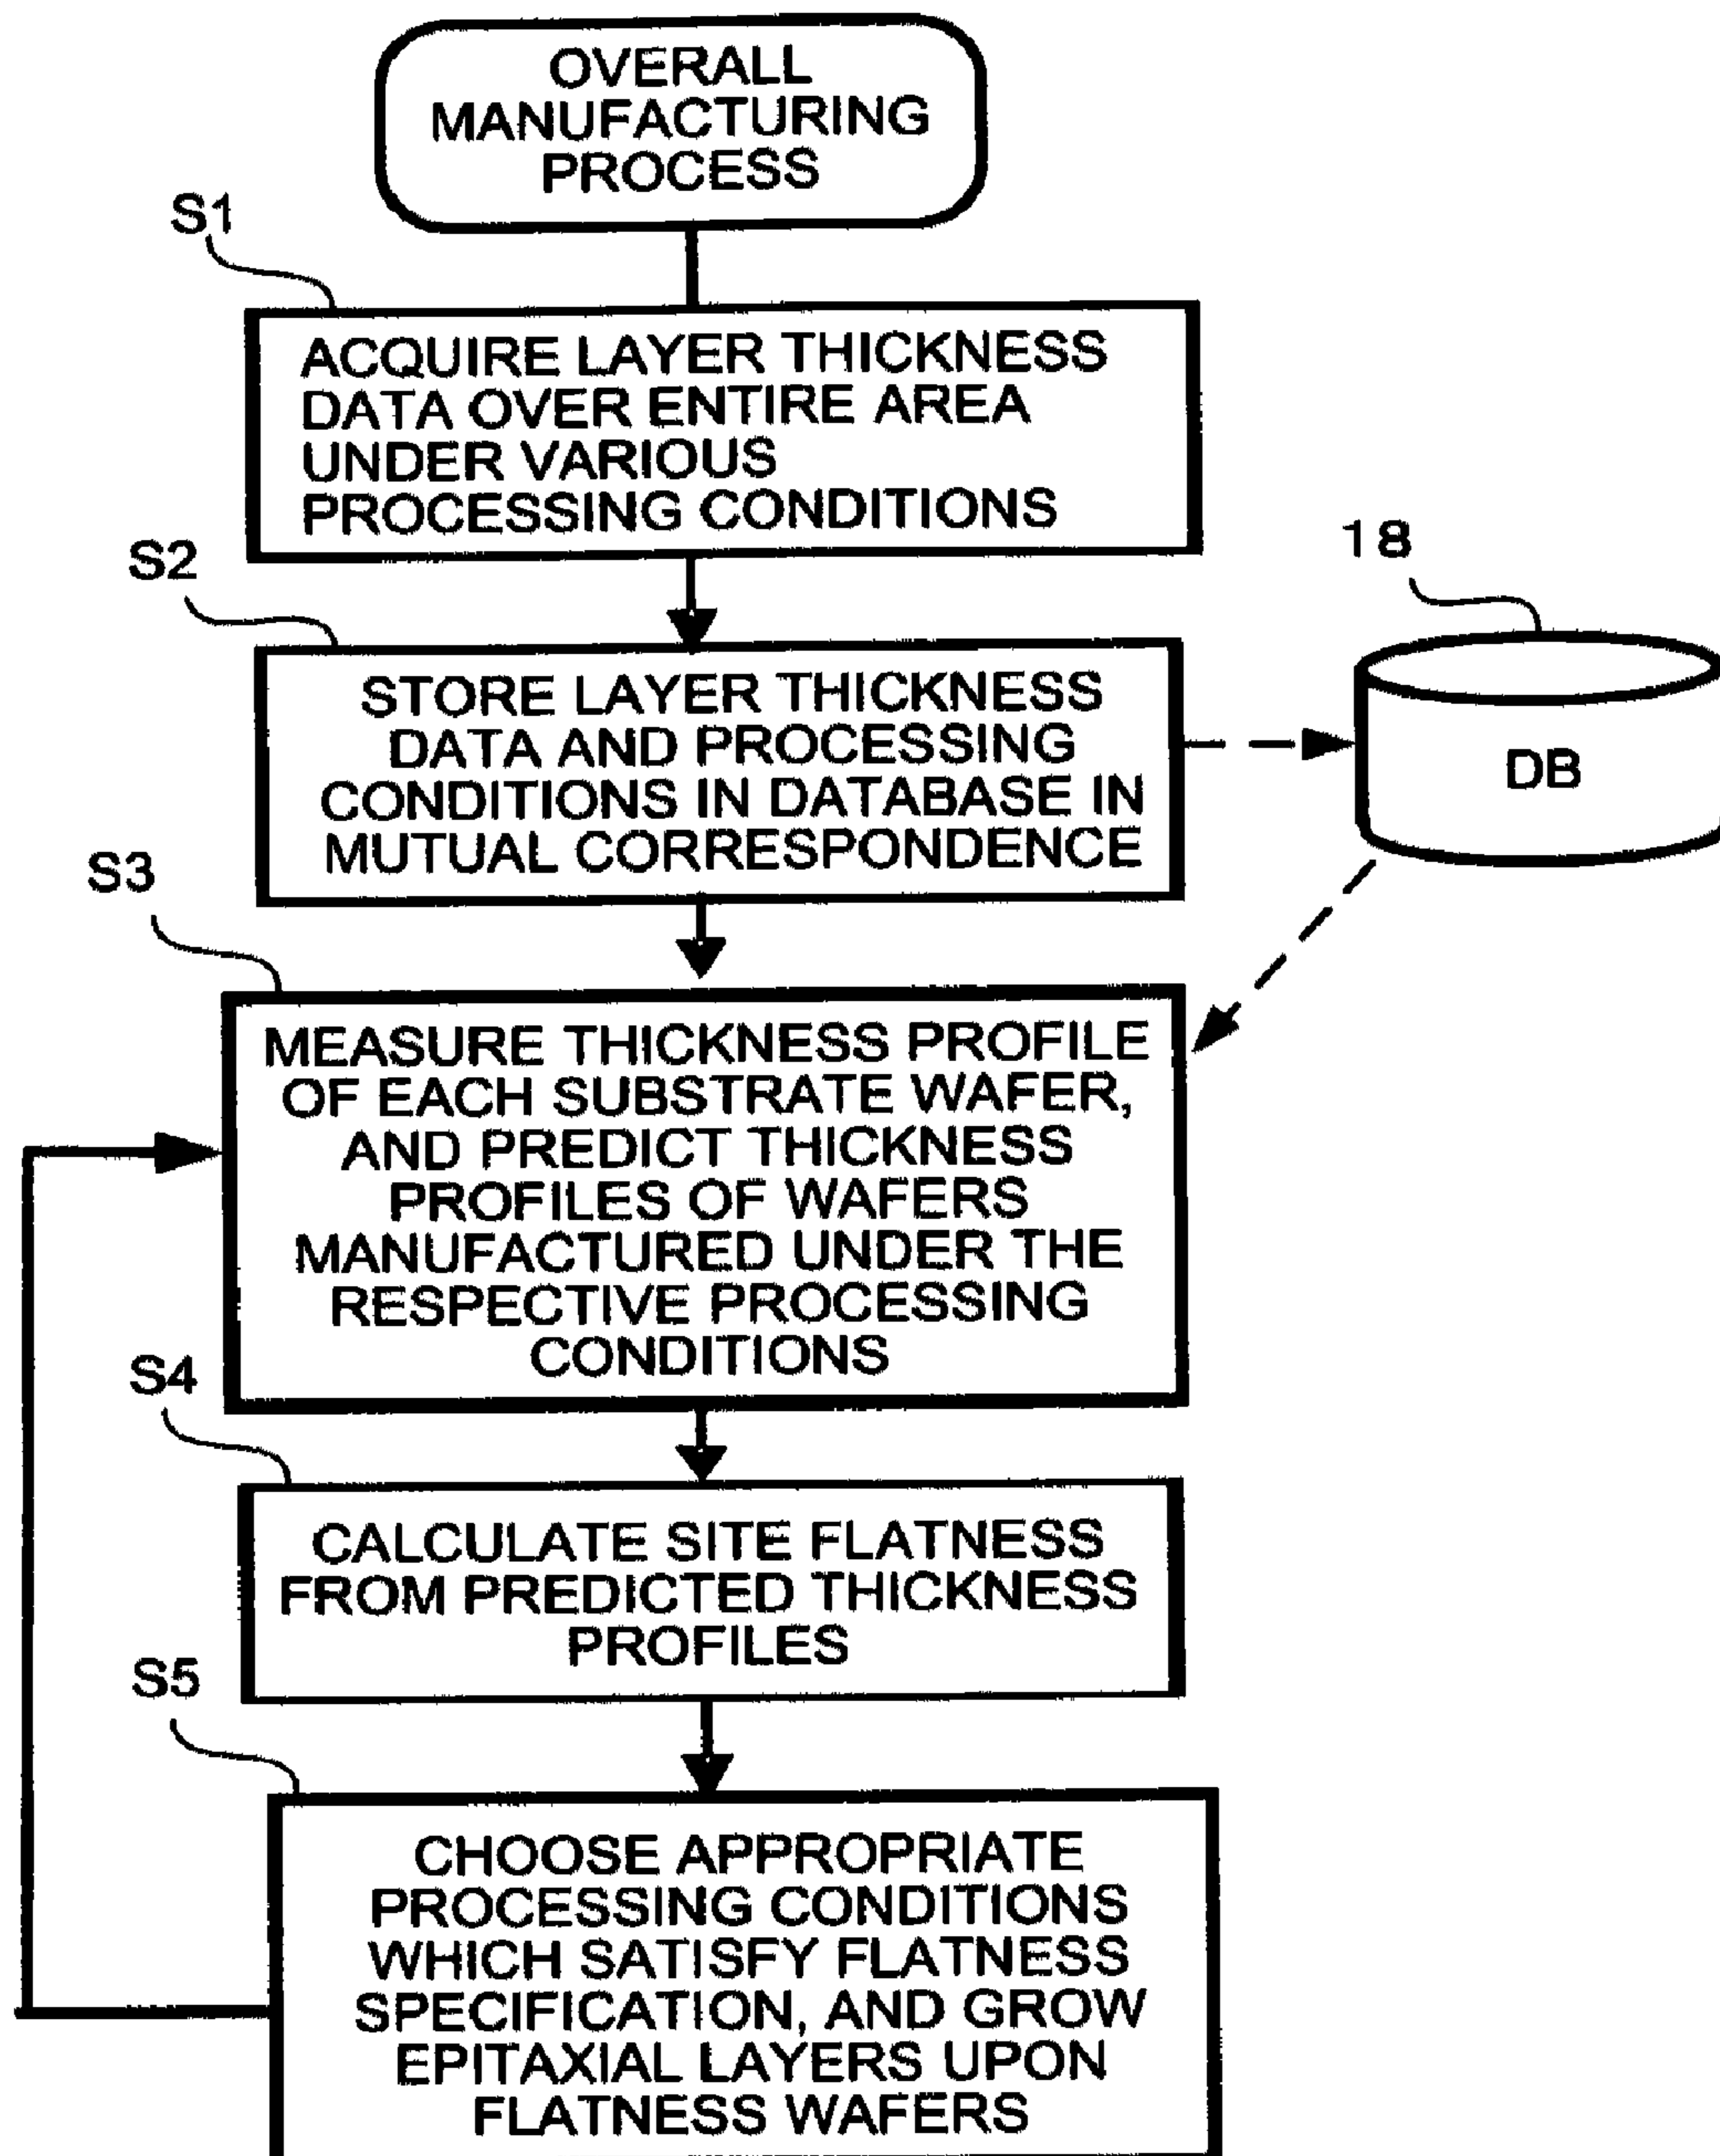 OVERALL
MANUFACTURING
PROCESS
S1
ACQUIRE LAYER THICKNESS
DATA OVER ENTIRE AREA
UNDER VARIOUS
PROCESSING CONDITIONS
S2
18
STORE LAYER THICKNESS
DATA AND PROCESSING
CONDITIONS IN DATABASE IN
MUTUAL CORRESPONDENCE
DB
S3
MEASURE THICKNESS PROFILE
OF EACH SUBSTRATE WAFER,
AND PREDICT THICKNESS
PROFILES OF WAFERS
MANUFACTURED UNDER THE
RESPECTIVE PROCESSING
CONDITIONS
S4
CALCULATE SITE FLATNESS
FROM PREDICTED THICKNESS
PROFILES
S5
CHOOSE APPROPRIATE
PROCESSING CONDITIONS
WHICH SATISFY FLATNESS
SPECIFICATION, AND GROW
EPITAXIAL LAYERS UPON
FLATNESS WAFERS